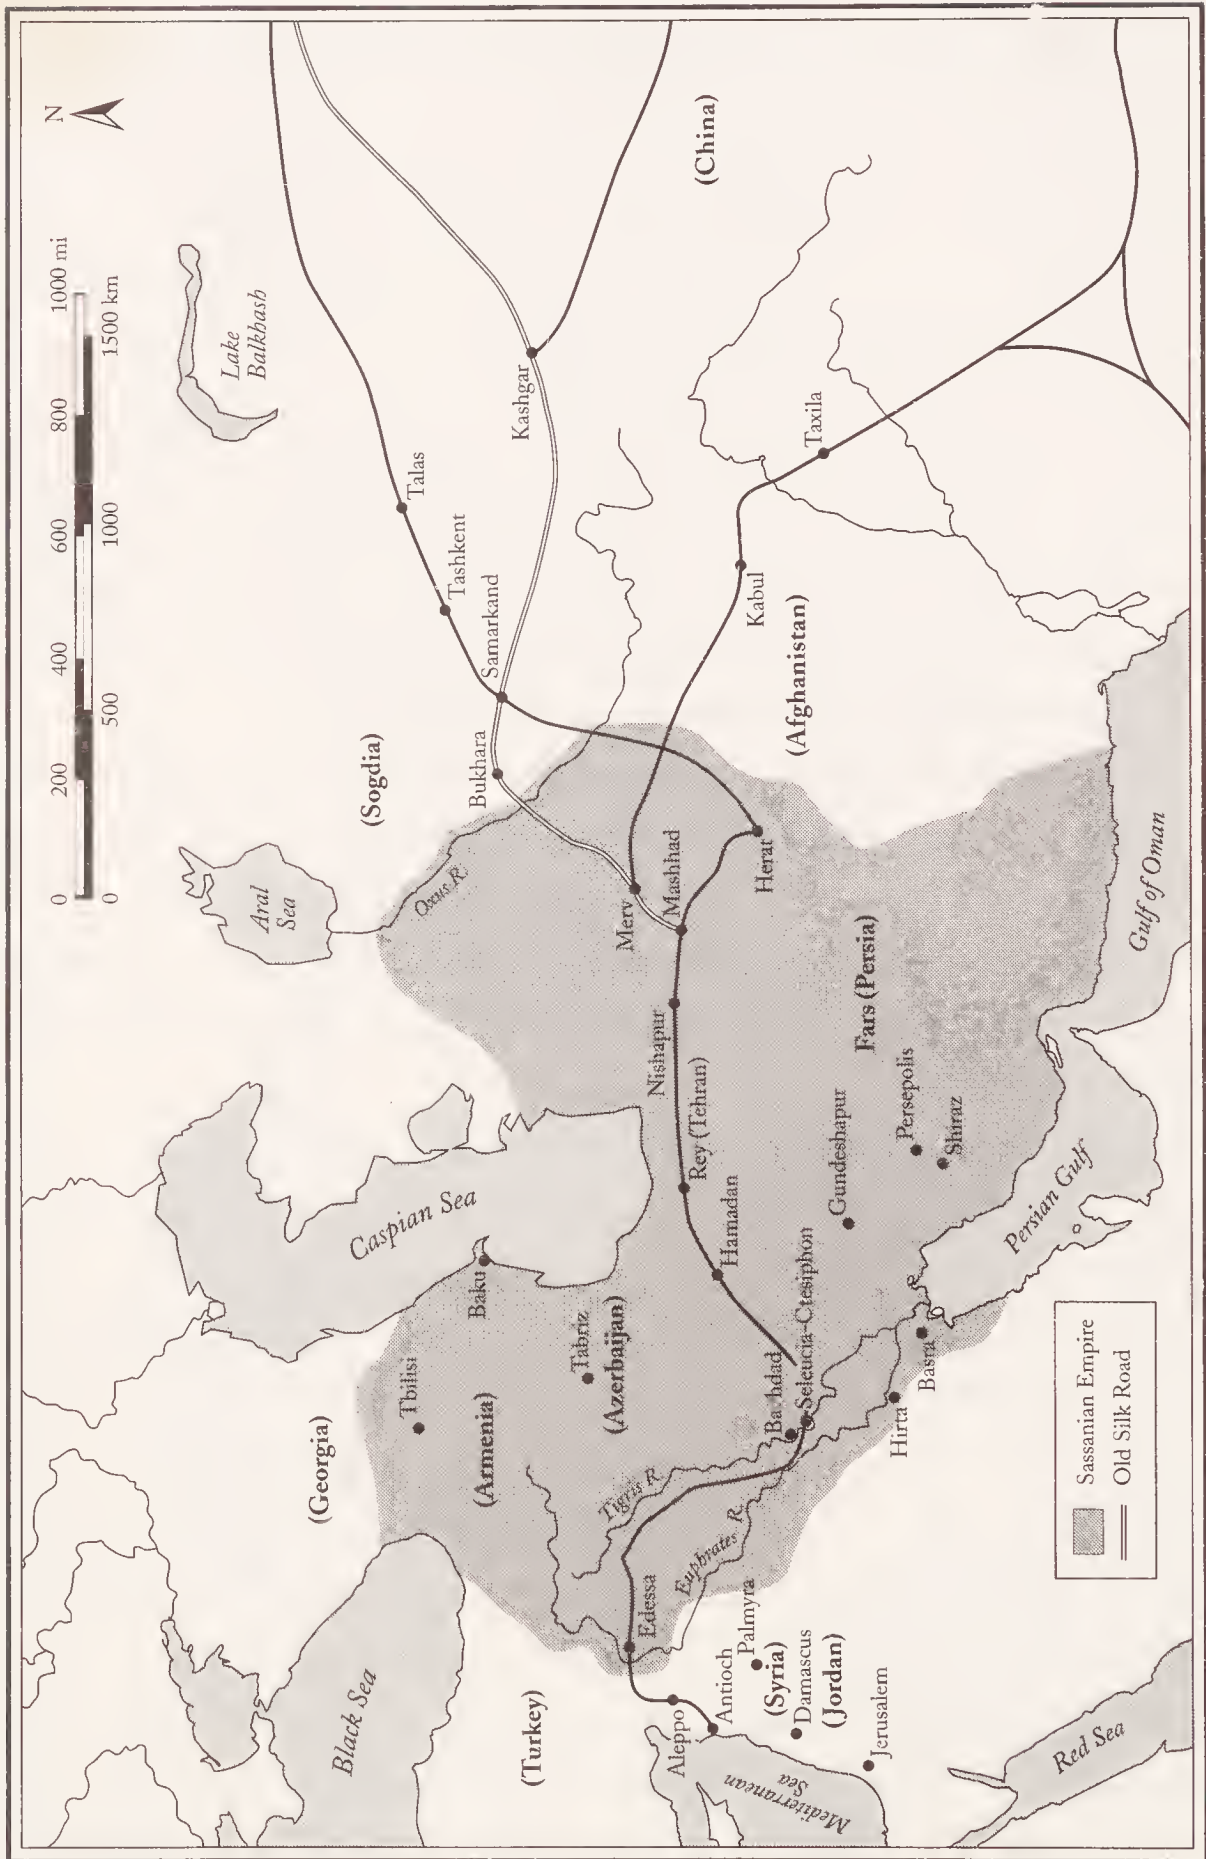 N
0 200 400 600 800 1000 mi
0 500 1000 1500 km
Lake
Balkhash
Aral
Sea
(Sogdia)
Oxus R.
Talas
Tashkent
Samarkand
Bukhara
Kashgar
(China)
Merv
Mashhad
Herat
Kabul
Taxila
(Afghanistan)
Caspian Sea
Black Sea
(Georgia)
Tbilisi
Baku
(Armenia)
Tabriz
(Azerbaijan)
(Turkey)
Nishapur
Rey (Tehran)
Hamadan
Fars (Persia)
Gundeshapur
Persepolis
Shiraz
Tigris R.
Euphrates R.
Edessa
Aleppo
Antioch
Palmyra
(Syria)
Damascus
(Jordan)
Jerusalem
Mediterranean
Sea
Red Sea
Baghdad
Seleucia-Ctesiphon
Hirta
Basra
Persian Gulf
Gulf of Oman
Sassanian Empire
Old Silk Road